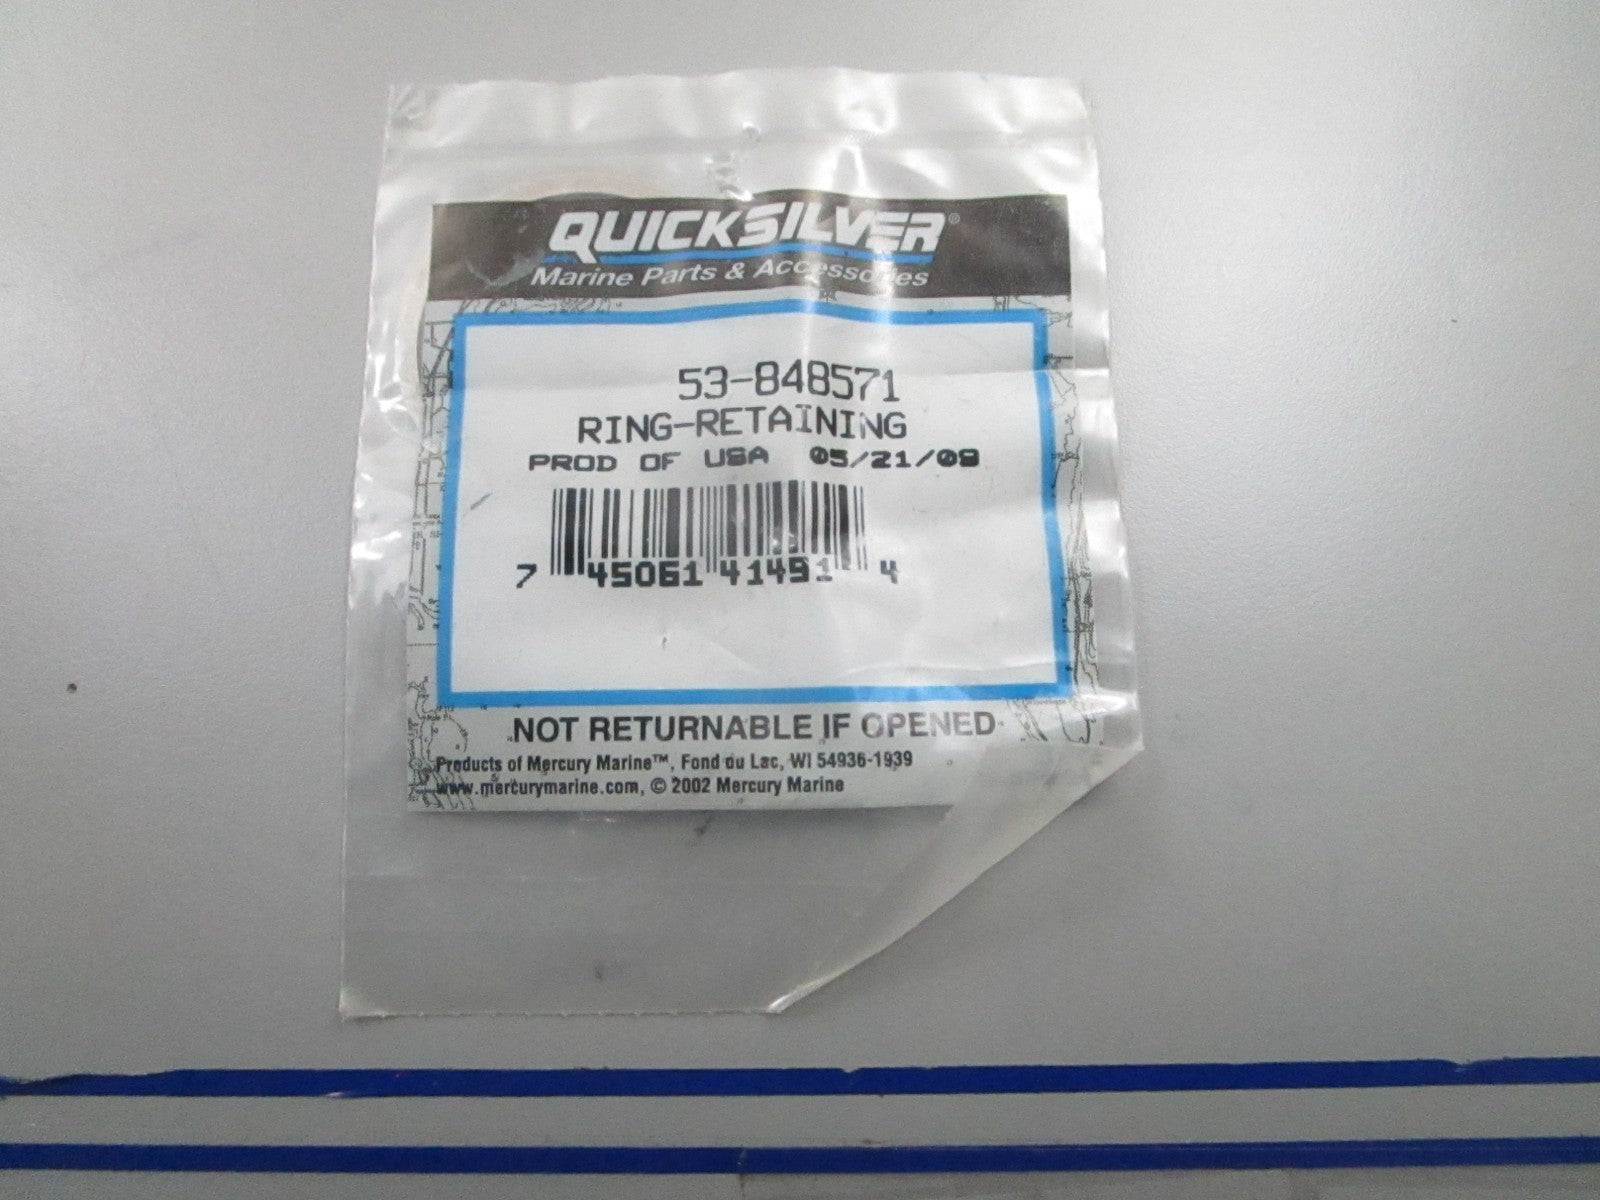 QUICKSILVER®
Marine Parts & Accessories
53-848571
RING-RETAINING
PROD OF USA 05/21/09
7 45061 41491 4
NOT RETURNABLE IF OPENED
Products of Mercury Marine™, Fond du Lac, WI 54936-1939
www.mercurymarine.com, © 2002 Mercury Marine